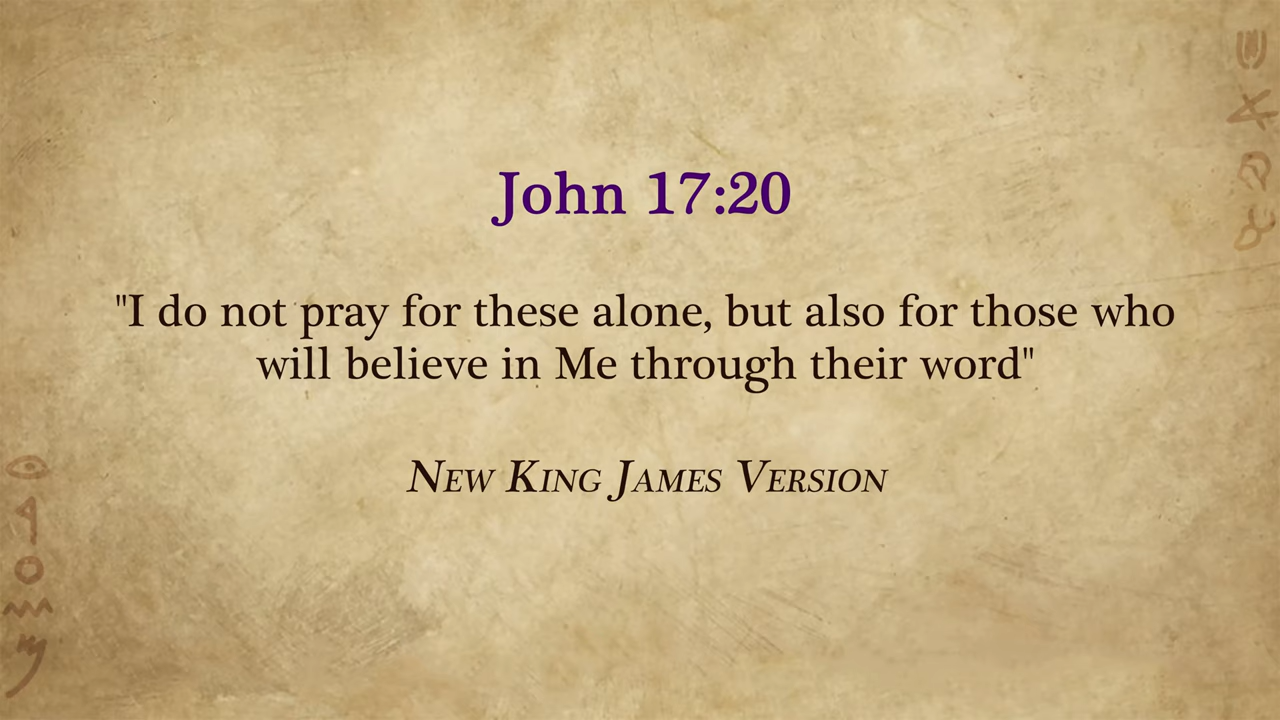 John 17:20
"I do not pray for these alone, but also for those who
will believe in Me through their word"
New King James Version